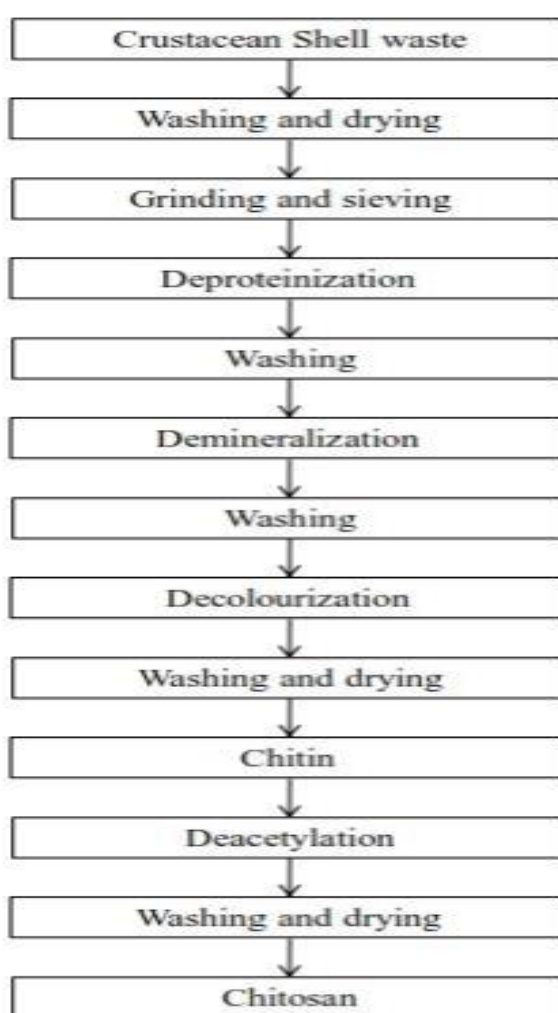 Crustacean Shell waste
Washing and drying
Grinding and sieving
Deproteinization
Washing
Demineralization
Washing
Decolourization
Washing and drying
Chitin
Deacetylation
Washing and drying
Chitosan